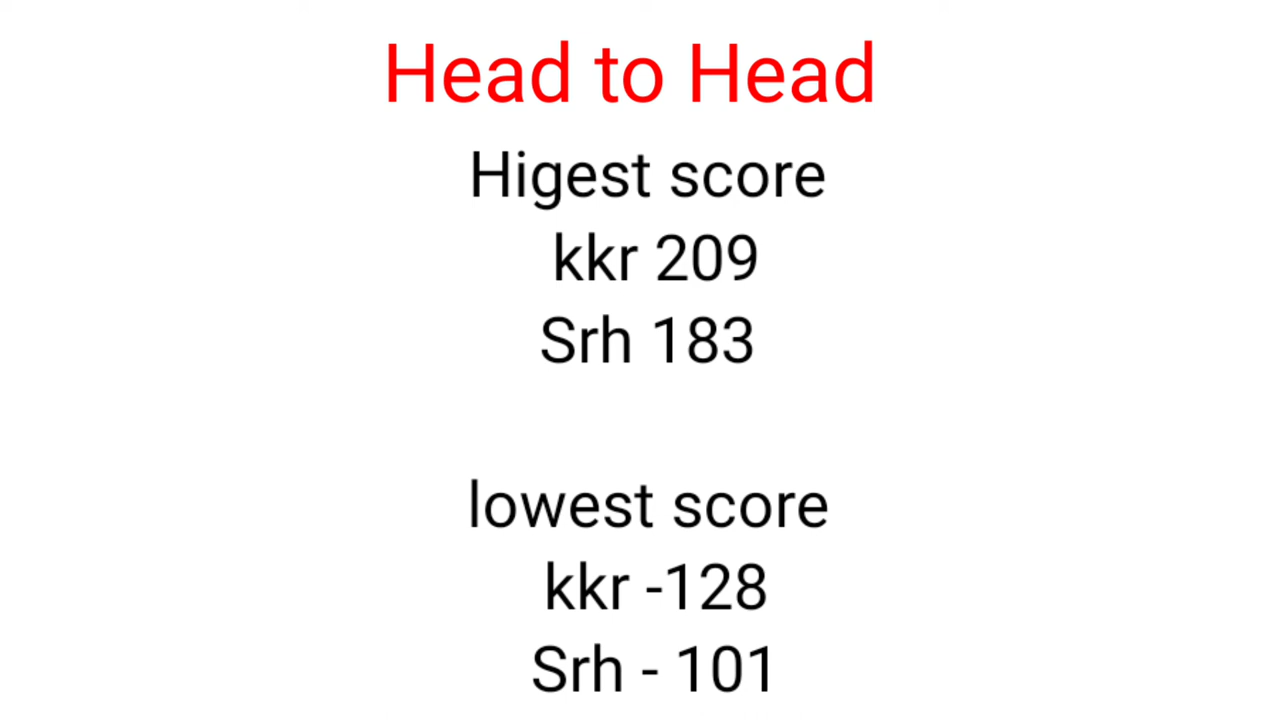 Head to Head
Higest score
kkr 209
Srh 183
lowest score
kkr -128
Srh - 101